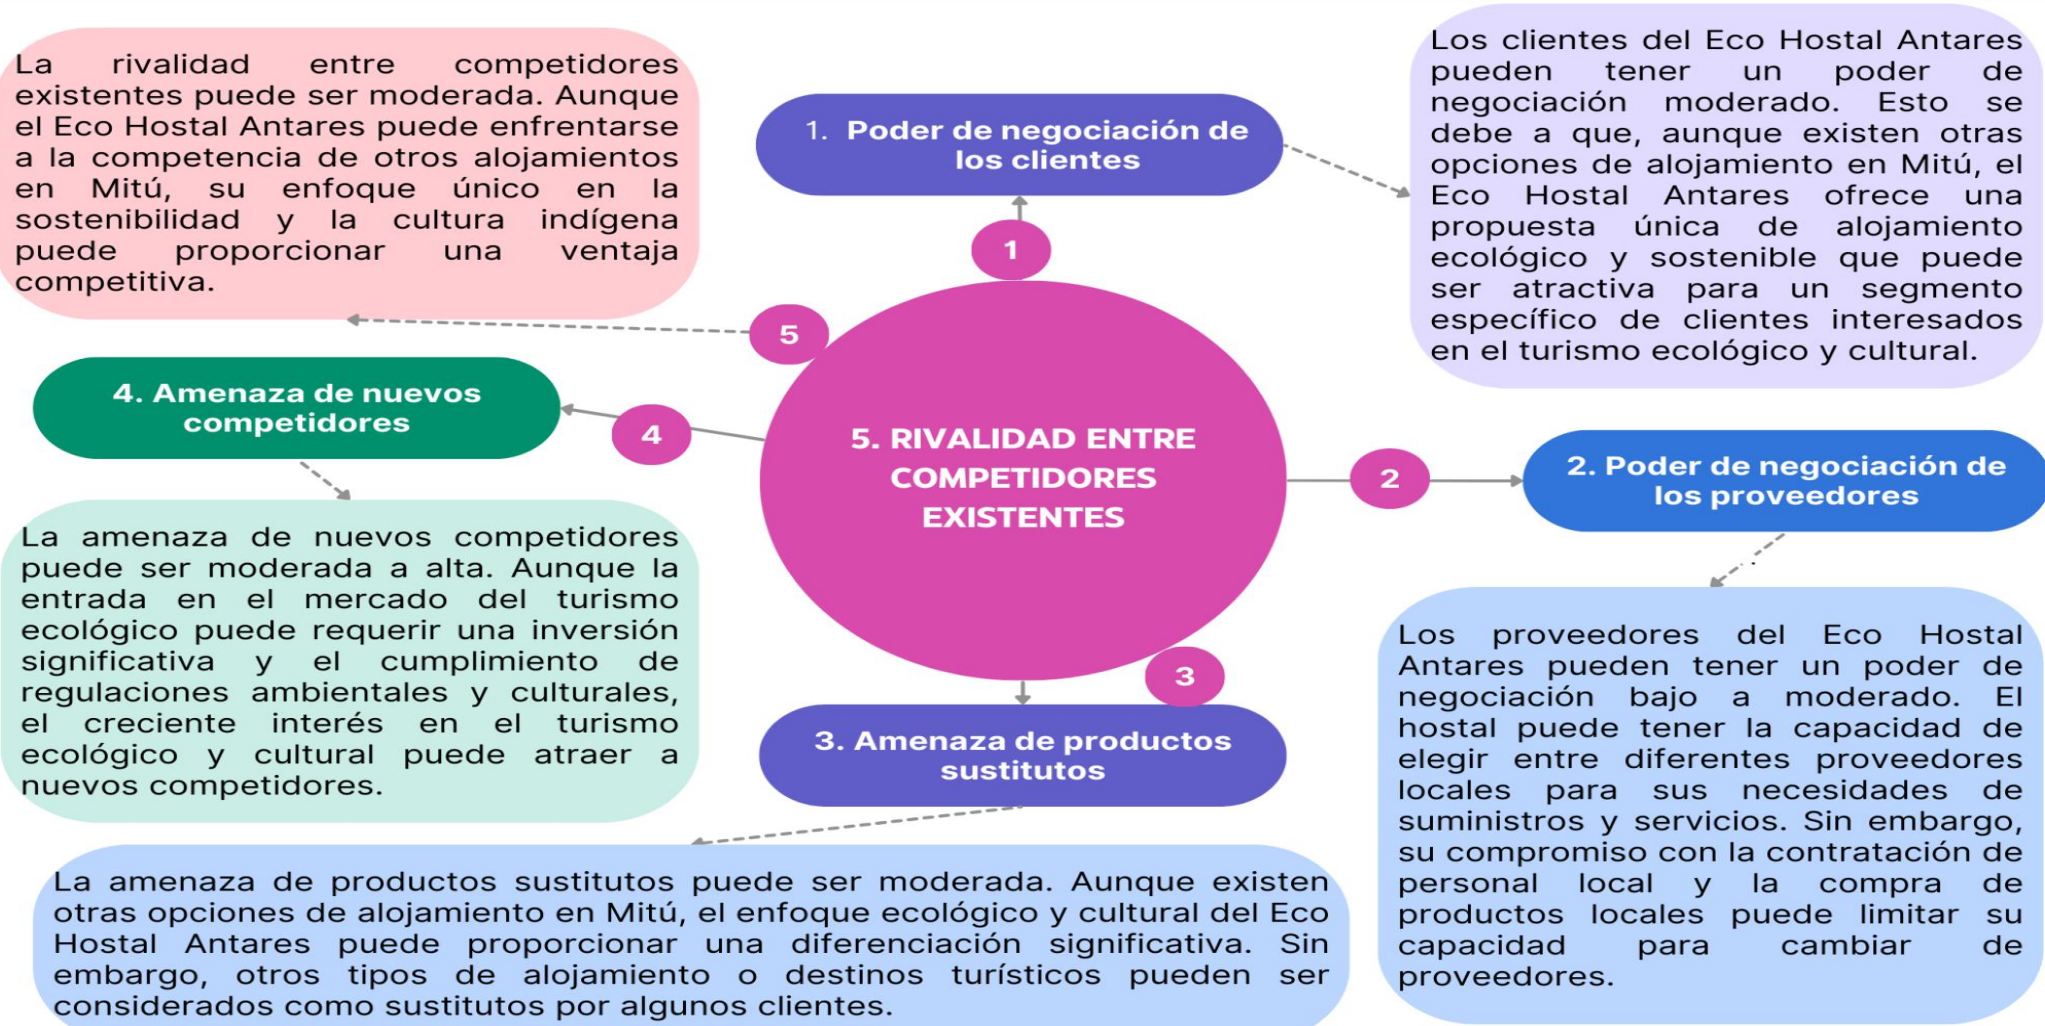 La rivalidad entre competidores
existentes puede ser moderada. Aunque
el Eco Hostal Antares puede enfrentarse
a la competencia de otros alojamientos
en Mitú, su enfoque único en la
sostenibilidad y la cultura indígena
puede proporcionar una ventaja
competitiva.
1. Poder de negociación de
los clientes
Los clientes del Eco Hostal Antares
pueden tener un poder de
negociación moderado. Esto se
debe a que, aunque existen otras
opciones de alojamiento en Mitú, el
Eco Hostal Antares ofrece una
propuesta única de alojamiento
ecológico y sostenible que puede
ser atractiva para un segmento
específico de clientes interesados
en el turismo ecológico y cultural.
1
5
4. Amenaza de nuevos
competidores
4
5. RIVALIDAD ENTRE
COMPETIDORES
EXISTENTES
2
2. Poder de negociación de
los proveedores
La amenaza de nuevos competidores
puede ser moderada a alta. Aunque la
entrada en el mercado del turismo
ecológico puede requerir una inversión
significativa y el cumplimiento de
regulaciones ambientales y culturales,
el creciente interés en el turismo
ecológico y cultural puede atraer a
nuevos competidores.
3
3. Amenaza de productos
sustitutos
Los proveedores del Eco Hostal
Antares pueden tener un poder de
negociación bajo a moderado. El
hostal puede tener la capacidad de
elegir entre diferentes proveedores
locales para sus necesidades de
suministros y servicios. Sin embargo,
su compromiso con la contratación de
personal local y la compra de
productos locales puede limitar su
capacidad para cambiar de
proveedores.
La amenaza de productos sustitutos puede ser moderada. Aunque existen
otras opciones de alojamiento en Mitú, el enfoque ecológico y cultural del Eco
Hostal Antares puede proporcionar una diferenciación significativa. Sin
embargo, otros tipos de alojamiento o destinos turísticos pueden ser
considerados como sustitutos por algunos clientes.